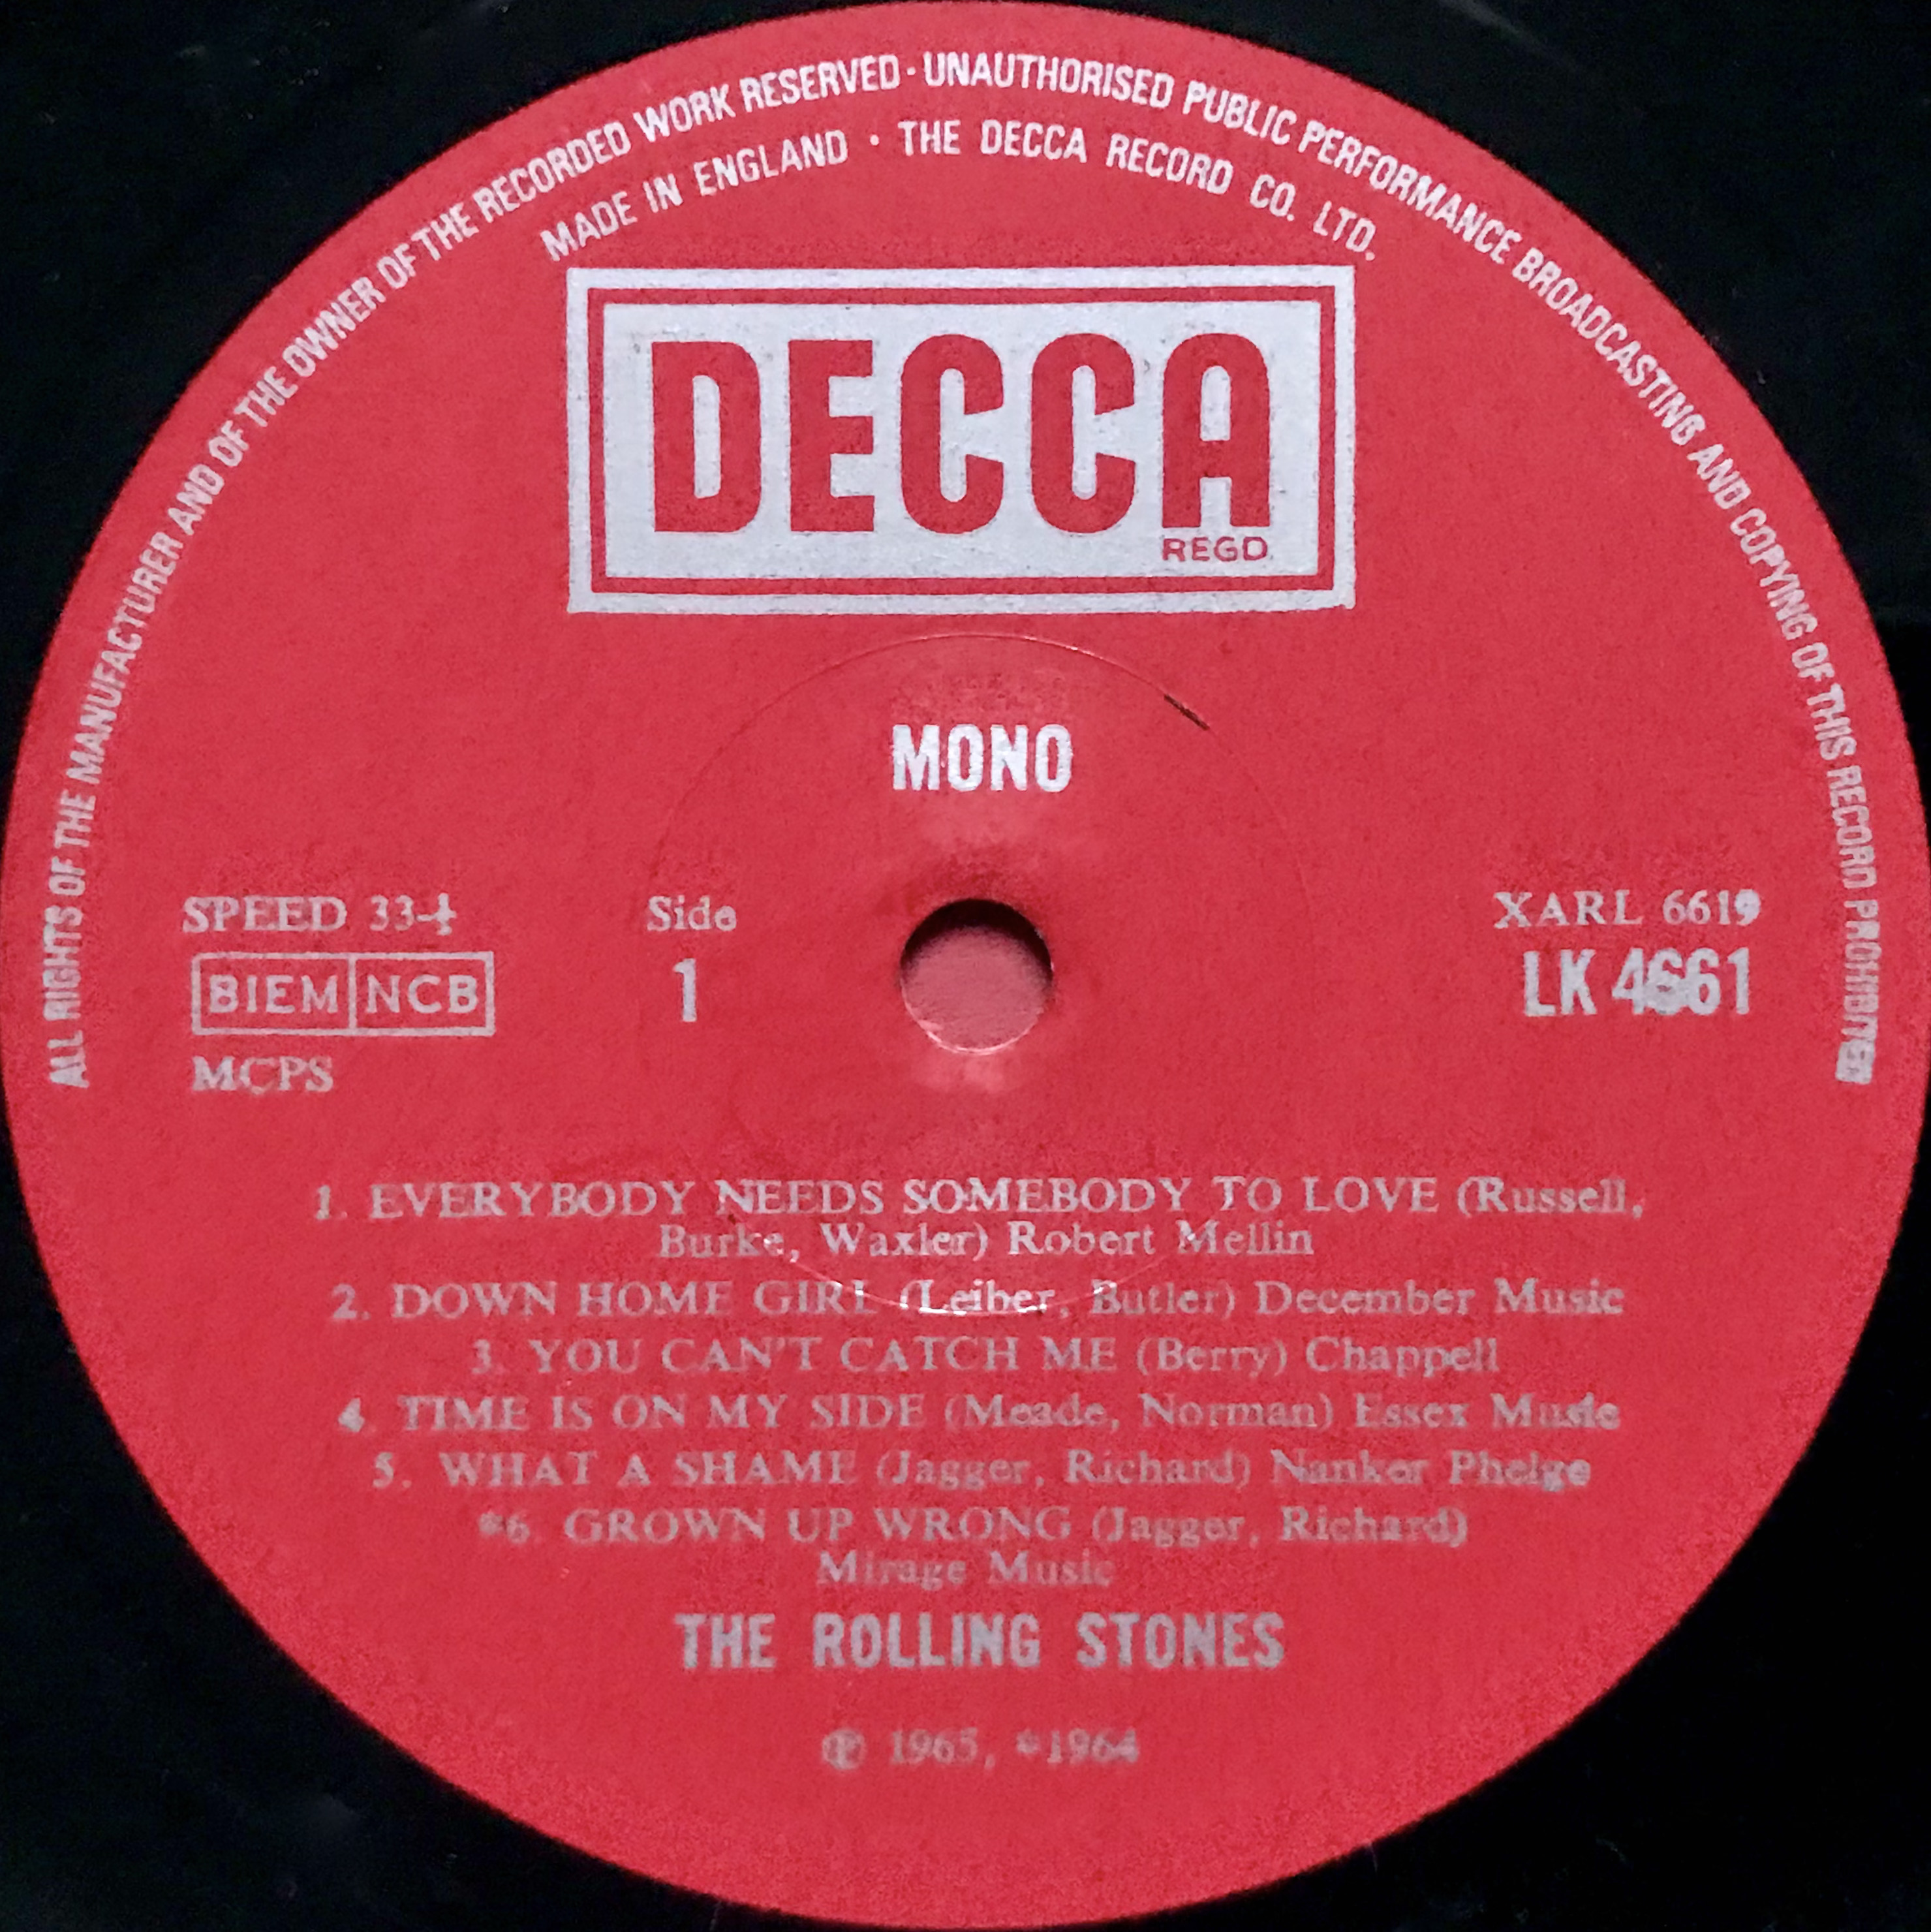 ALL RIGHTS OF THE MANUFACTURER AND OF THE OWNER OF THE RECORDED WORK RESERVED · UNAUTHORISED PUBLIC PERFORMANCE BROADCASTING AND COPYING OF THIS RECORD PROHIBITED
MADE IN ENGLAND · THE DECCA RECORD CO. LTD.
DECCA
REGD.
MONO
SPEED 33⅓
Side
XARL 6619
BIEM NCB
1
LK 4661
MCPS
1. EVERYBODY NEEDS SOMEBODY TO LOVE (Russell,
Burke, Waxler) Robert Mellin
2. DOWN HOME GIRL (Leiber, Butler) December Music
3. YOU CAN'T CATCH ME (Berry) Chappell
4. TIME IS ON MY SIDE (Meade, Norman) Essex Music
5. WHAT A SHAME (Jagger, Richard) Nanker Phelge
*6. GROWN UP WRONG (Jagger, Richard)
Mirage Music
THE ROLLING STONES
℗ 1965, *1964